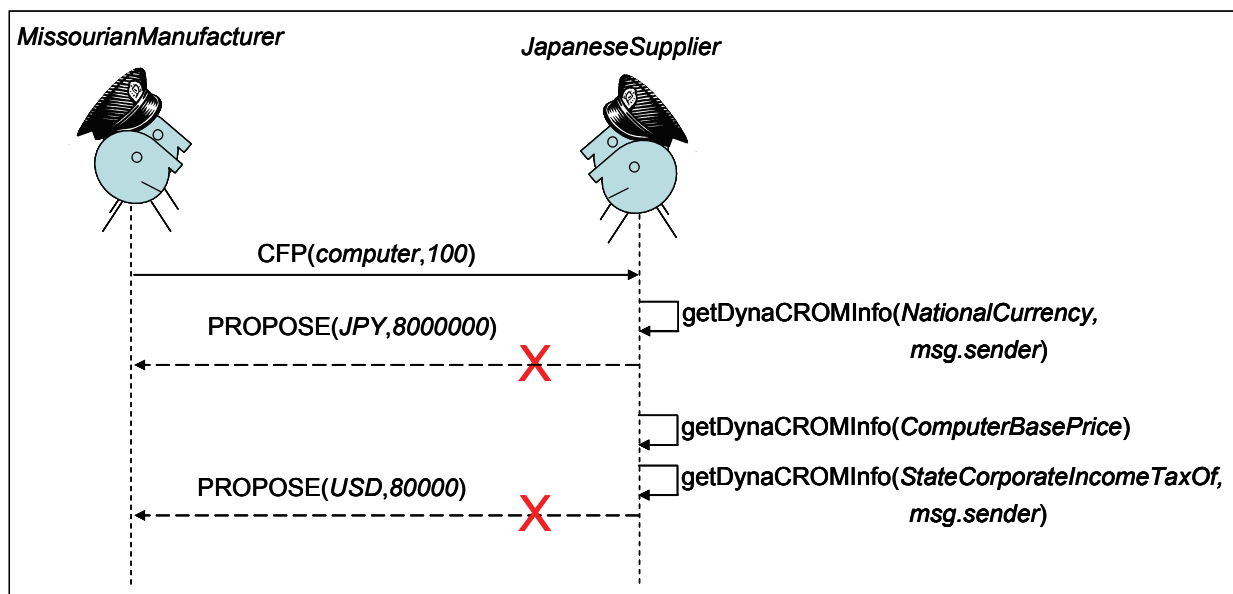 MissourianManufacturer
JapaneseSupplier
CFP(computer,100)
getDynaCROMInfo(NationalCurrency,
msg.sender)
PROPOSE(JPY,8000000)
X
getDynaCROMInfo(ComputerBasePrice)
getDynaCROMInfo(StateCorporateIncomeTaxOf,
msg.sender)
PROPOSE(USD,80000)
X